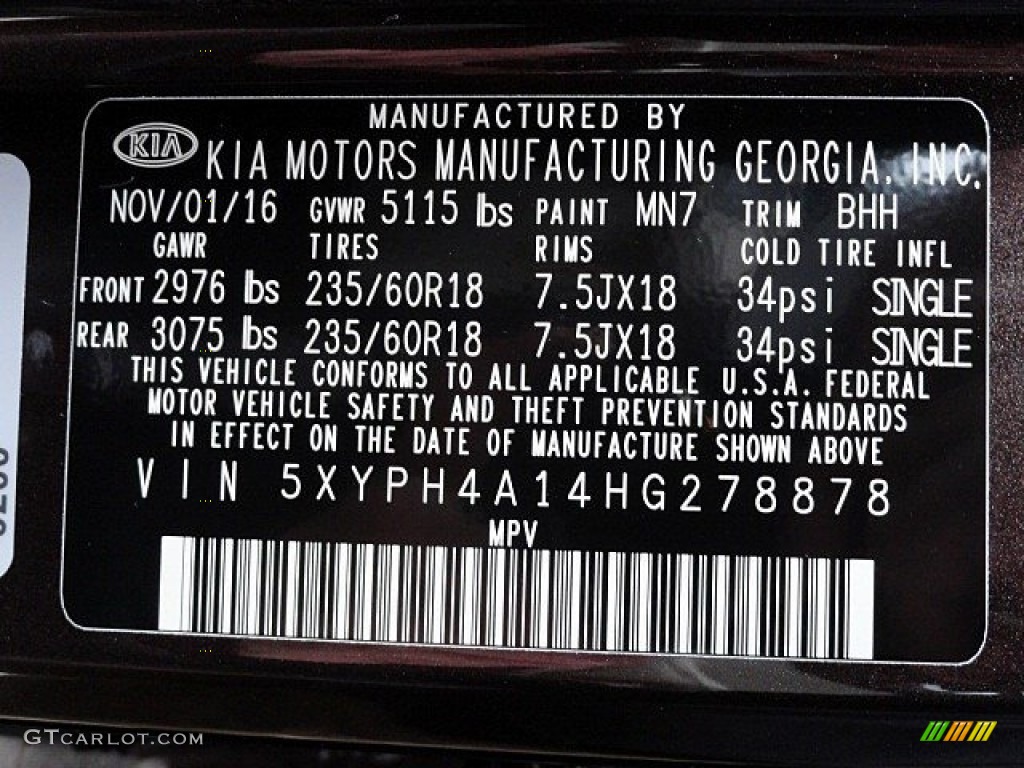 MANUFACTURED BY
KIA KIA MOTORS MANUFACTURING GEORGIA, INC.
NOV/01/16 GVWR 5115 lbs PAINT MN7 TRIM BHH
GAWR TIRES RIMS COLD TIRE INFL
FRONT 2976 lbs 235/60R18 7.5JX18 34psi SINGLE
REAR 3075 lbs 235/60R18 7.5JX18 34psi SINGLE
THIS VEHICLE CONFORMS TO ALL APPLICABLE U.S.A. FEDERAL
MOTOR VEHICLE SAFETY AND THEFT PREVENTION STANDARDS
IN EFFECT ON THE DATE OF MANUFACTURE SHOWN ABOVE
VIN 5XYPH4A14HG278878
MPV
GTCARLOT.COM